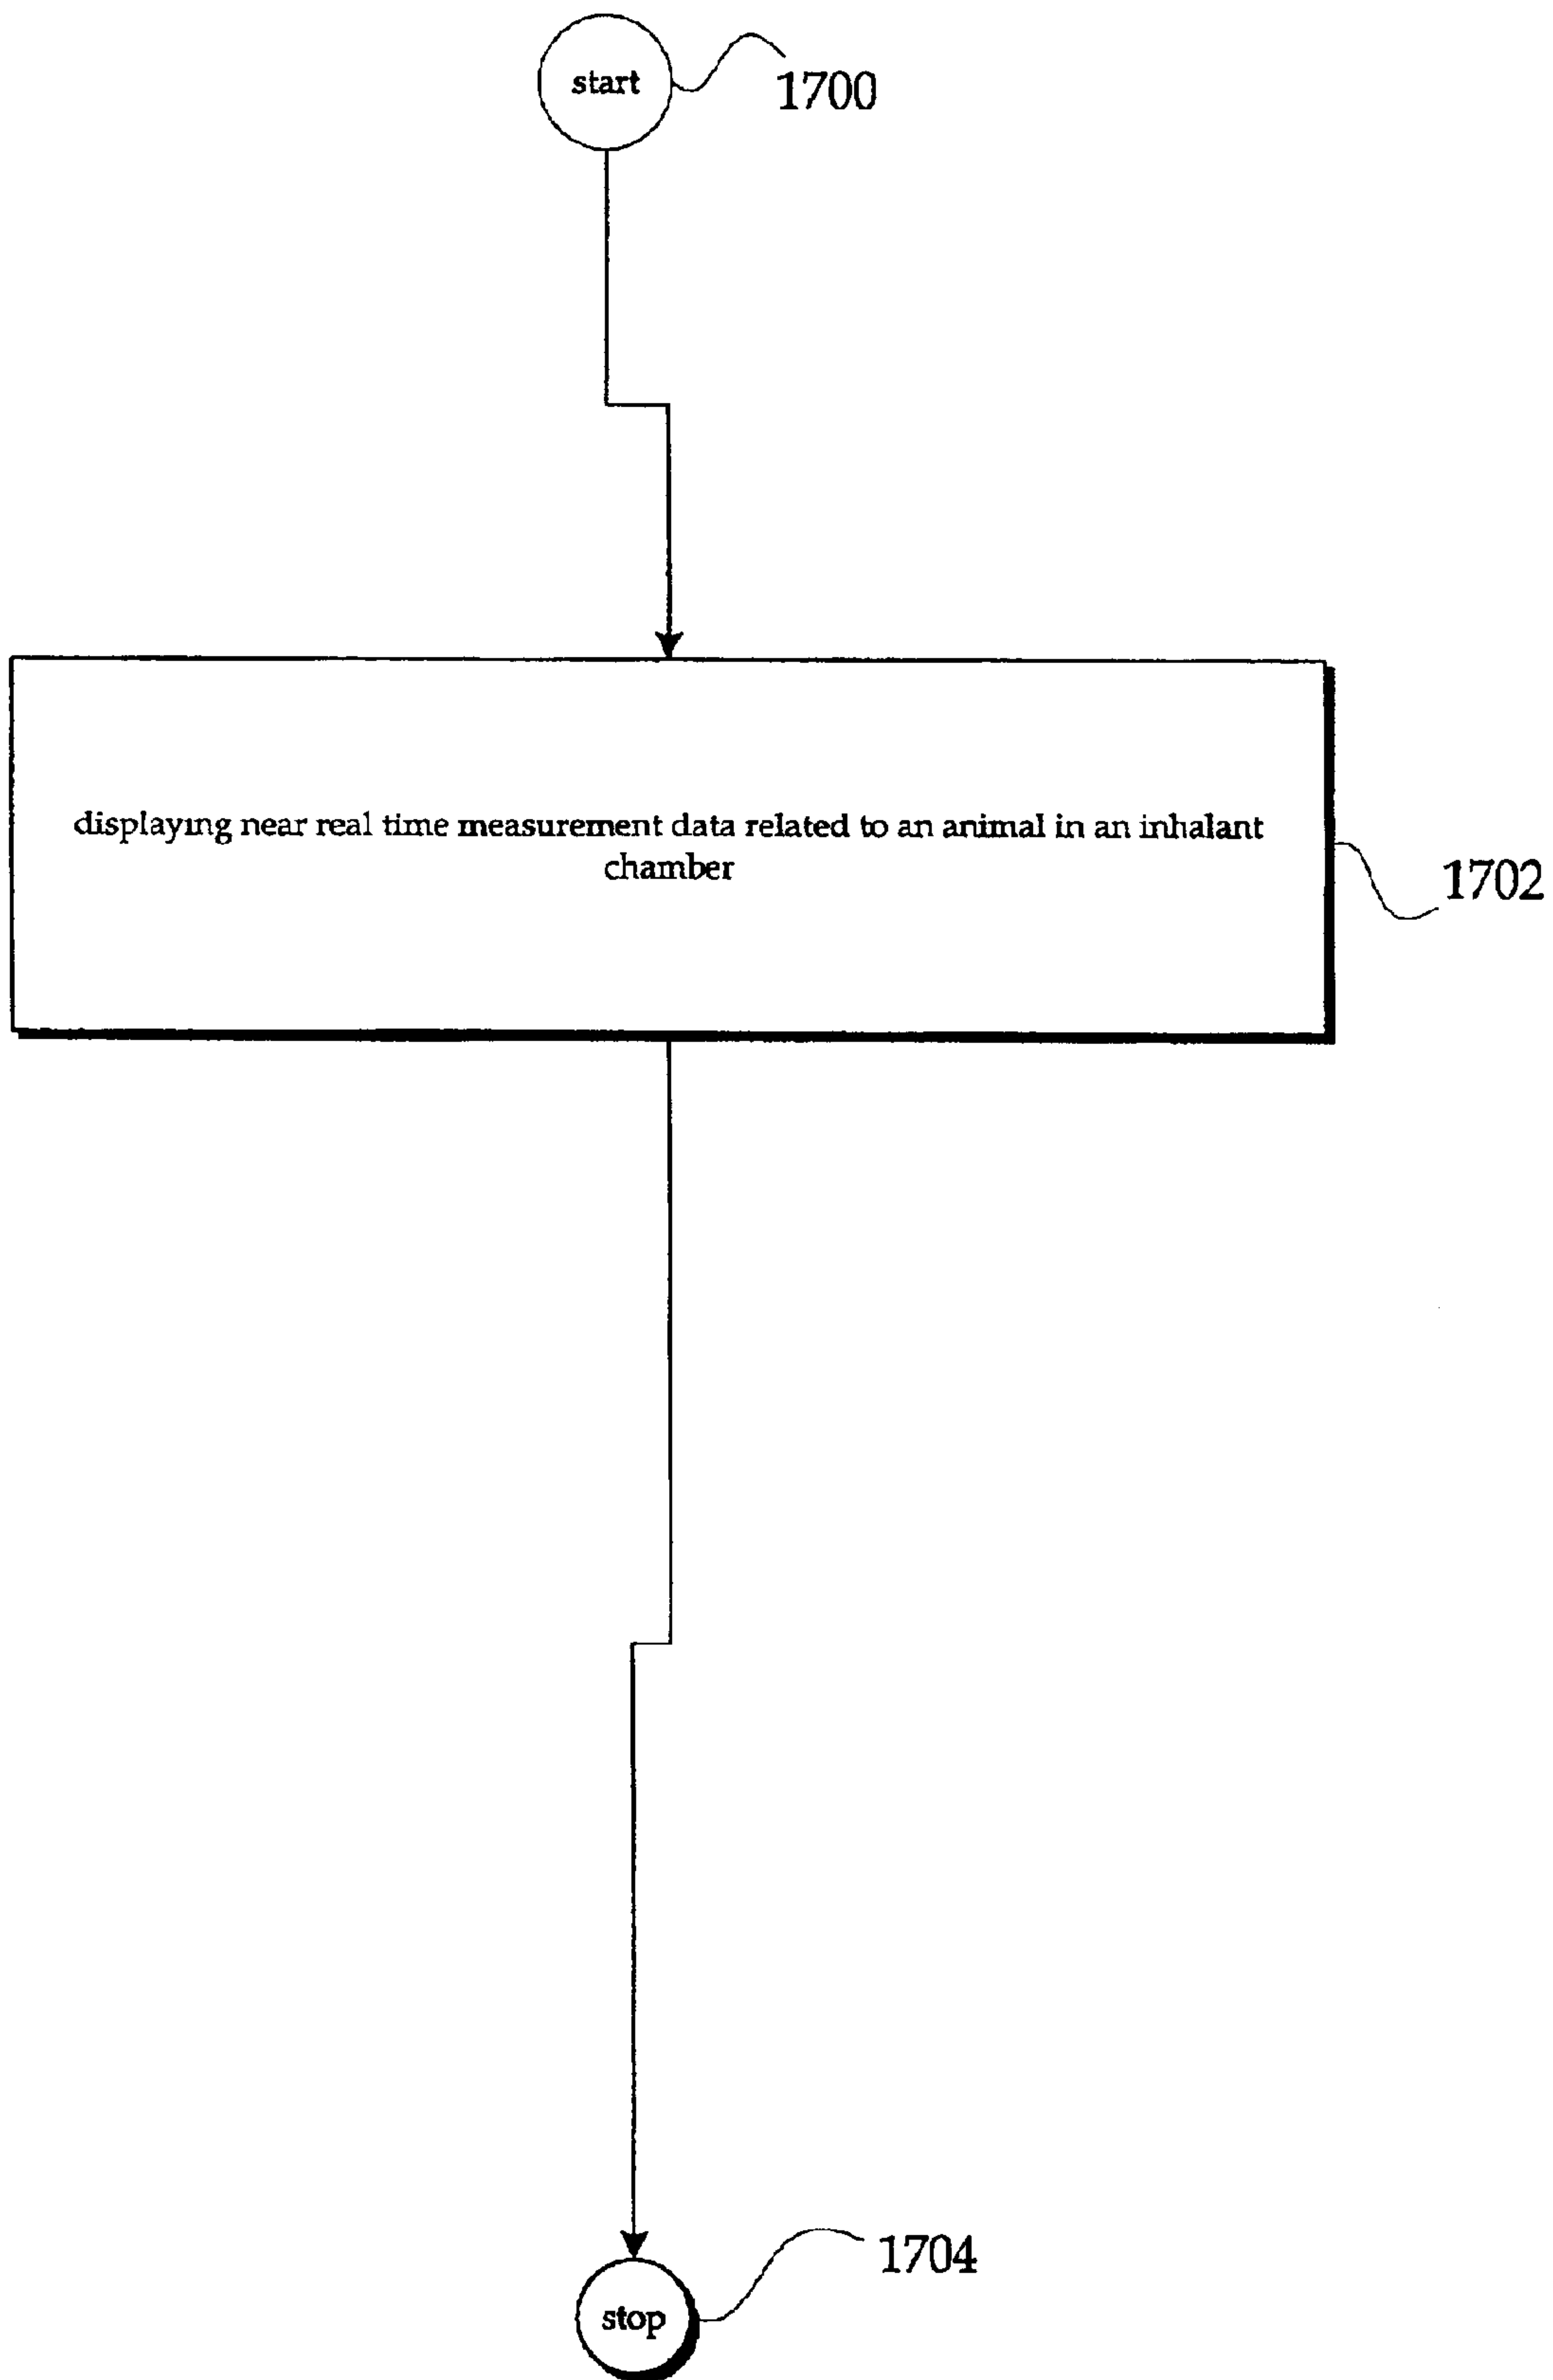 start
1700
displaying near real time measurement data related to an animal in an inhalant
chamber
1702
1704
stop